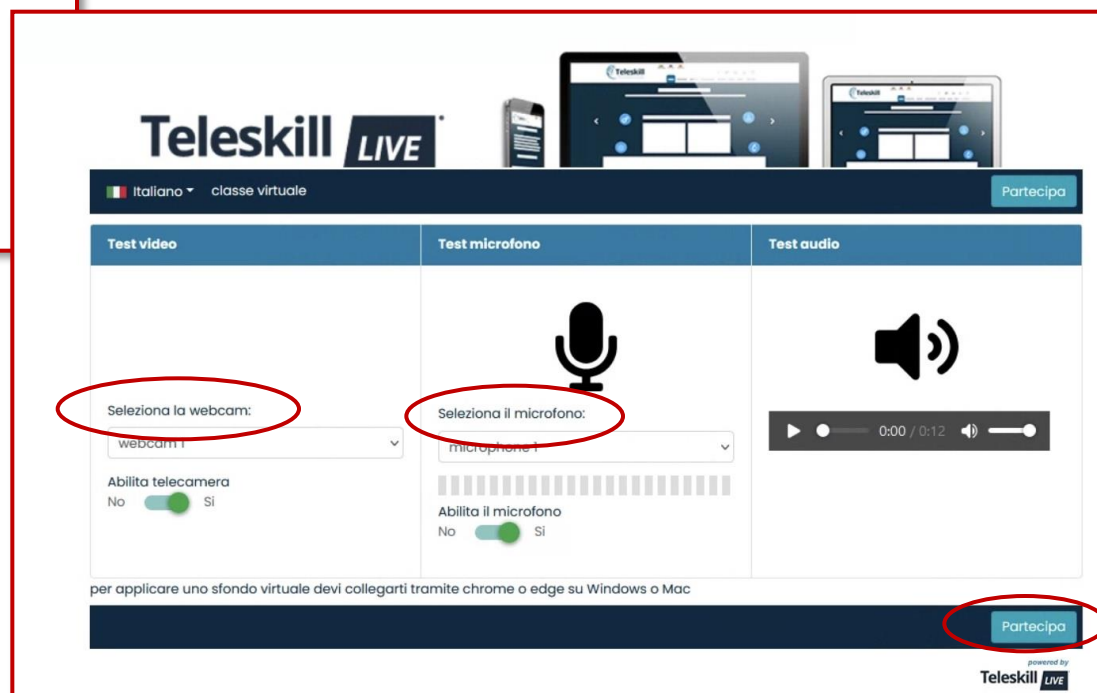 Teleskill LIVE
Teleskill
Teleskill
Italiano classe virtuale Partecipa
Test video
Test microfono
Test audio
Seleziona la webcam:
webcam 1
Abilita telecamera
No Si
Seleziona il microfono:
microphone 1
Abilita il microfono
No Si
0:00 / 0:12
per applicare uno sfondo virtuale devi collegarti tramite chrome o edge su Windows o Mac
Partecipa
powered by
Teleskill LIVE